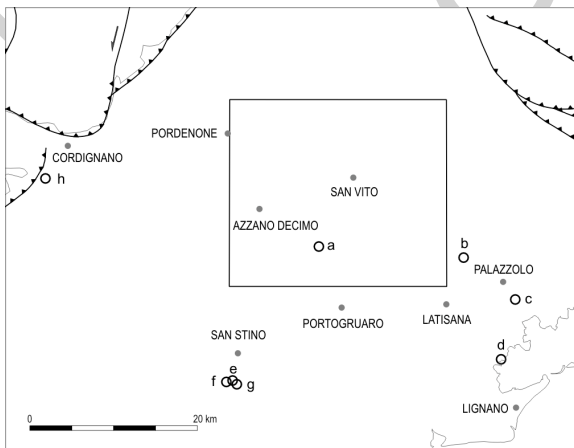 PORDENONE
CORDIGNANO
h
SAN VITO
AZZANO DECIMO
a
b
PALAZZOLO
c
PORTOGRUARO
LATISANA
SAN STINO
d
e
f
g
LIGNANO
0
20 km